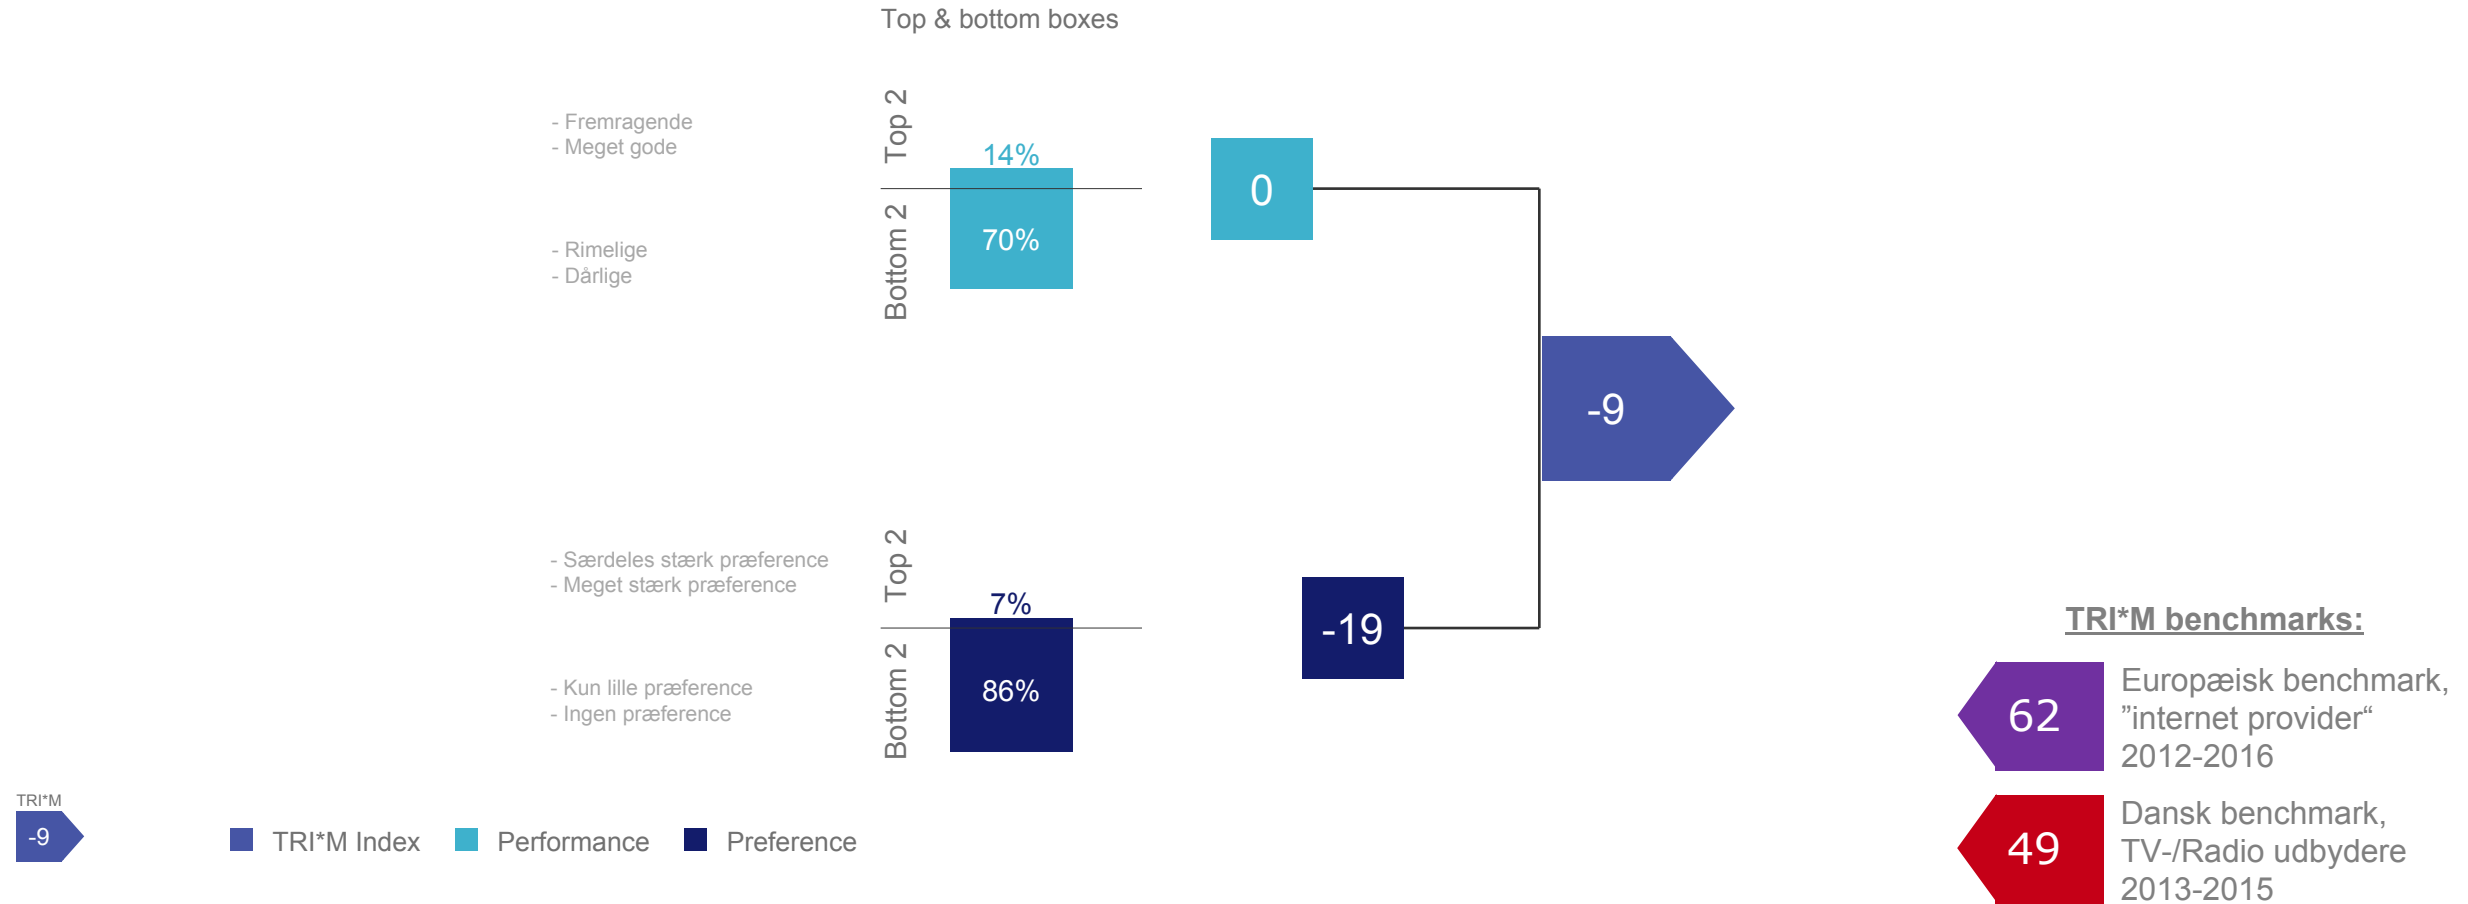 Top & bottom boxes
- Fremragende
- Meget gode
- Rimelige
- Dårlige
Top 2
Bottom 2
14%
70%
0
-9
- Særdeles stærk præference
- Meget stærk præference
- Kun lille præference
- Ingen præference
Top 2
Bottom 2
7%
86%
-19
TRI*M benchmarks:
62
Europæisk benchmark,
”internet provider“
2012-2016
49
Dansk benchmark,
TV-/Radio udbydere
2013-2015
TRI*M
-9
TRI*M Index
Performance
Preference